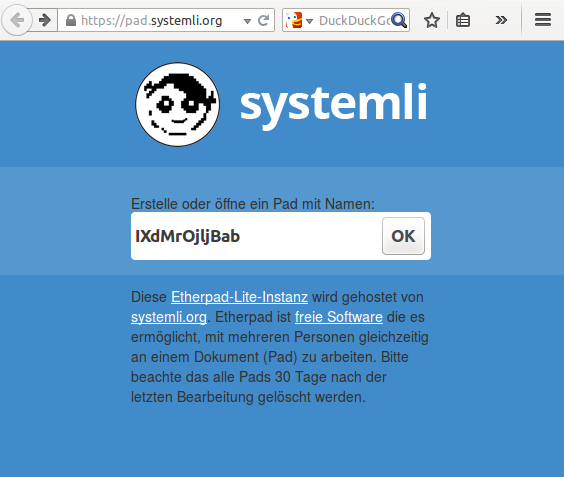 https://pad.systemli.org
DuckDuckGo
systemli
Erstelle oder öffne ein Pad mit Namen:
IXdMrOjljBab
OK
Diese Etherpad-Lite-Instanz wird gehostet von
systemli.org. Etherpad ist freie Software die es
ermöglicht, mit mehreren Personen gleichzeitig
an einem Dokument (Pad) zu arbeiten. Bitte
beachte das alle Pads 30 Tage nach der
letzten Bearbeitung gelöscht werden.